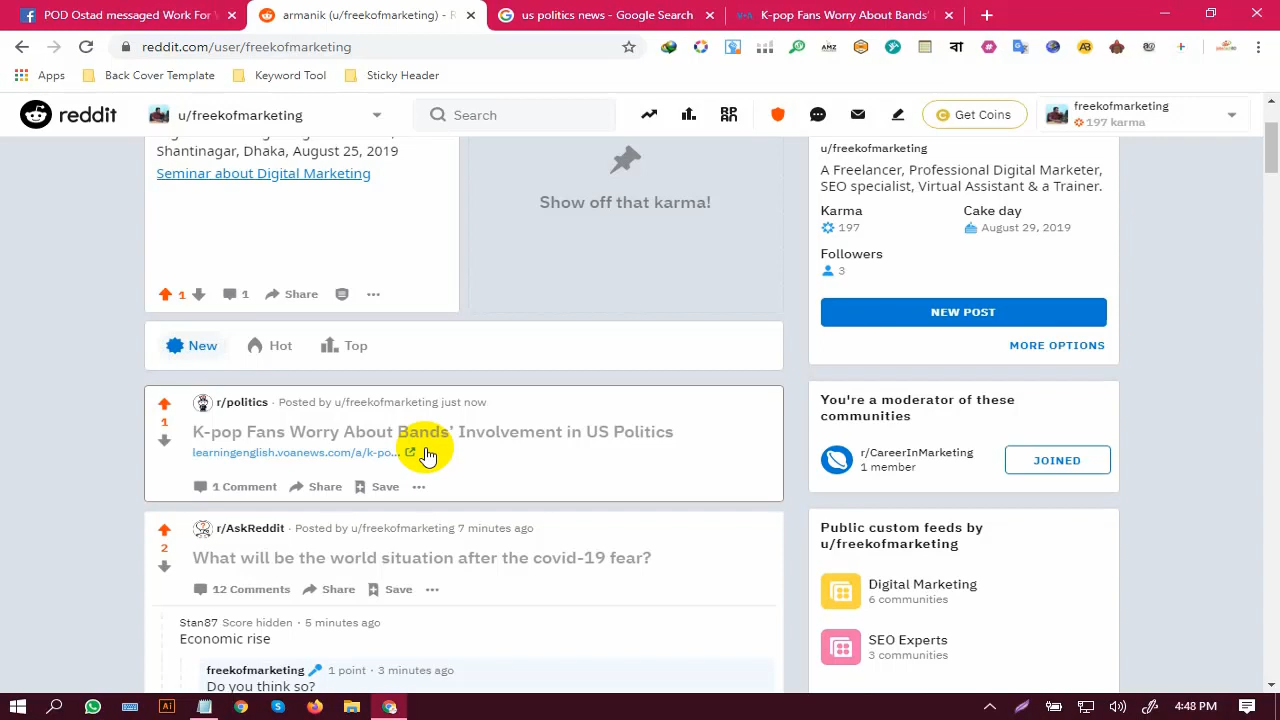 POD Ostad messaged Work For
armanik (u/freekofmarketing) - R
us politics news - Google Search
K-pop Fans Worry About Bands'
reddit.com/user/freekofmarketing
Apps
Back Cover Template
Keyword Tool
Sticky Header
reddit
u/freekofmarketing
Search
Get Coins
freekofmarketing
197 karma
Shantinagar, Dhaka, August 25, 2019
Seminar about Digital Marketing
1
1
Share
Show off that karma!
u/freekofmarketing
A Freelancer, Professional Digital Marketer,
SEO specialist, Virtual Assistant & a Trainer.
Karma
Cake day
197
August 29, 2019
Followers
3
NEW POST
MORE OPTIONS
New
Hot
Top
r/politics · Posted by u/freekofmarketing just now
1
K-pop Fans Worry About Bands' Involvement in US Politics
learningenglish.voanews.com/a/k-po...
1 Comment
Share
Save
r/AskReddit · Posted by u/freekofmarketing 7 minutes ago
2
What will be the world situation after the covid-19 fear?
12 Comments
Share
Save
Stan87 Score hidden · 5 minutes ago
Economic rise
freekofmarketing 1 point · 3 minutes ago
Do you think so?
You're a moderator of these
communities
r/CareerInMarketing
1 member
JOINED
Public custom feeds by
u/freekofmarketing
Digital Marketing
6 communities
SEO Experts
3 communities
4:48 PM